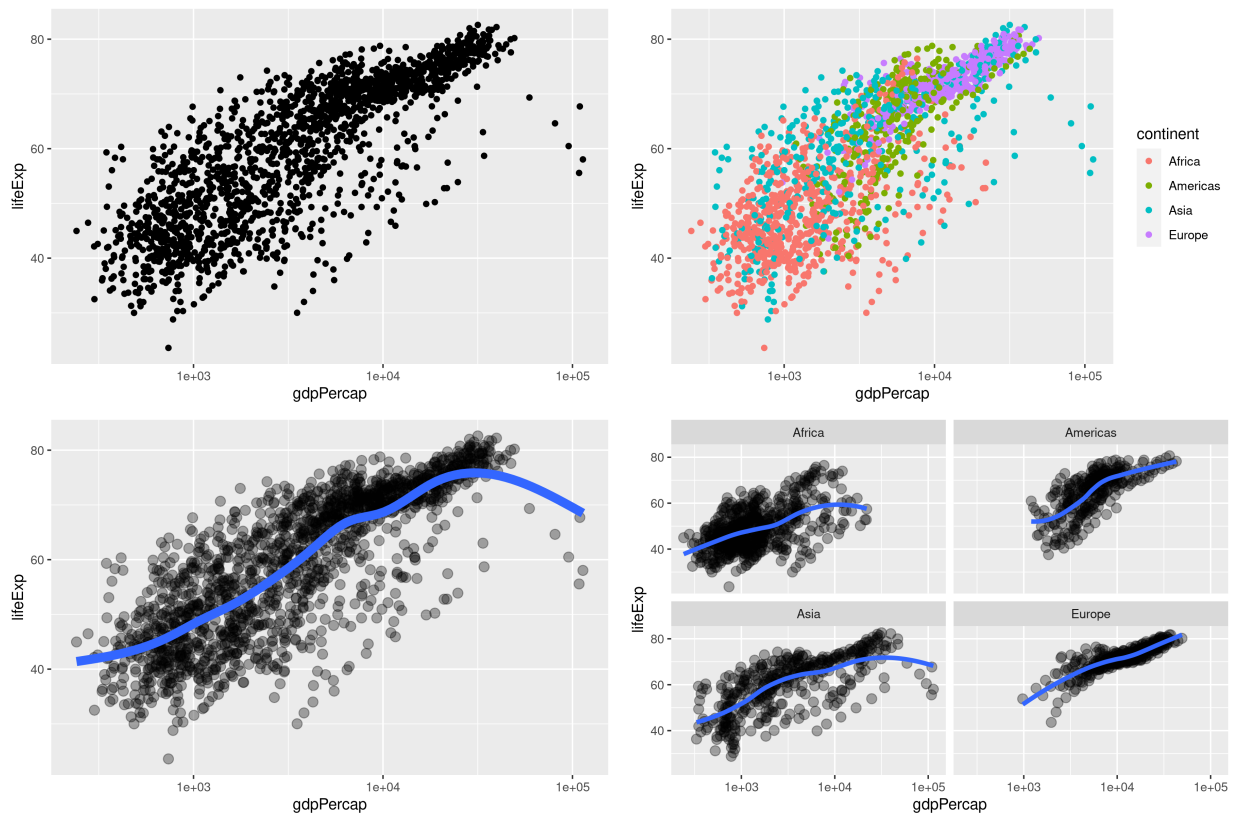 80
60
40
lifeExp
1e+03 1e+04 1e+05
gdpPercap
80
60
40
lifeExp
1e+03 1e+04 1e+05
gdpPercap
continent
Africa
Americas
Asia
Europe
80
60
40
lifeExp
1e+03 1e+04 1e+05
gdpPercap
Africa Americas
80
60
40
lifeExp
Asia Europe
80
60
40
1e+03 1e+04 1e+05 1e+03 1e+04 1e+05
gdpPercap